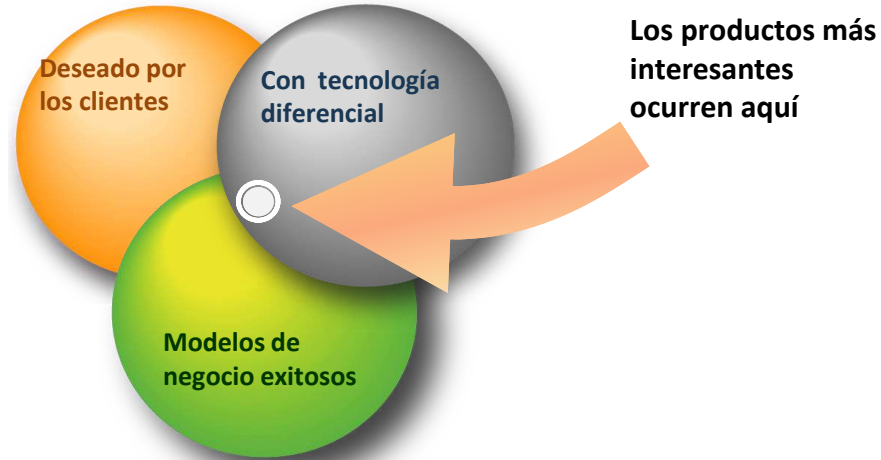 Deseado por
los clientes
Con tecnología
diferencial
Los productos más
interesantes
ocurren aquí
Modelos de
negocio exitosos